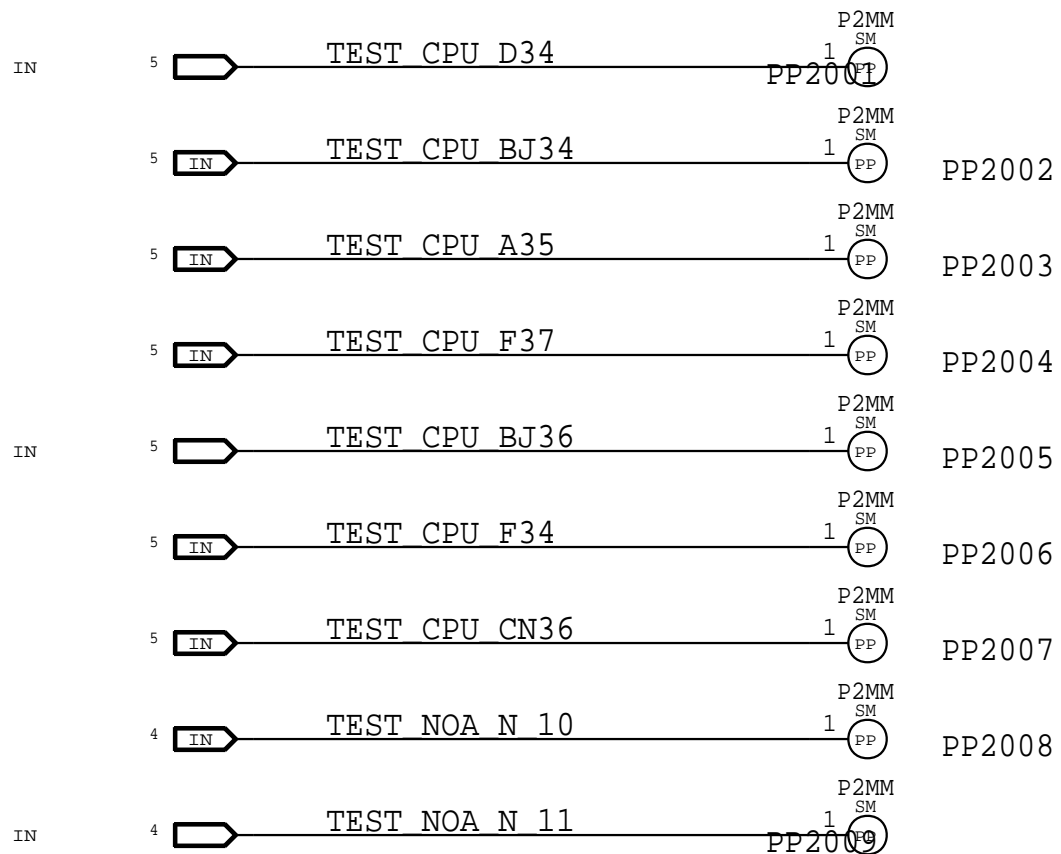 P2MM
SM
IN 5 TEST_CPU_D34 1 PP PP2001
P2MM
SM
5 IN TEST_CPU_BJ34 1 PP PP2002
P2MM
SM
5 IN TEST_CPU_A35 1 PP PP2003
P2MM
SM
5 IN TEST_CPU_F37 1 PP PP2004
P2MM
SM
IN 5 TEST_CPU_BJ36 1 PP PP2005
P2MM
SM
5 IN TEST_CPU_F34 1 PP PP2006
P2MM
SM
5 IN TEST_CPU_CN36 1 PP PP2007
P2MM
SM
4 IN TEST_NOA_N_10 1 PP PP2008
P2MM
SM
IN 4 TEST_NOA_N_11 1 PP PP2009